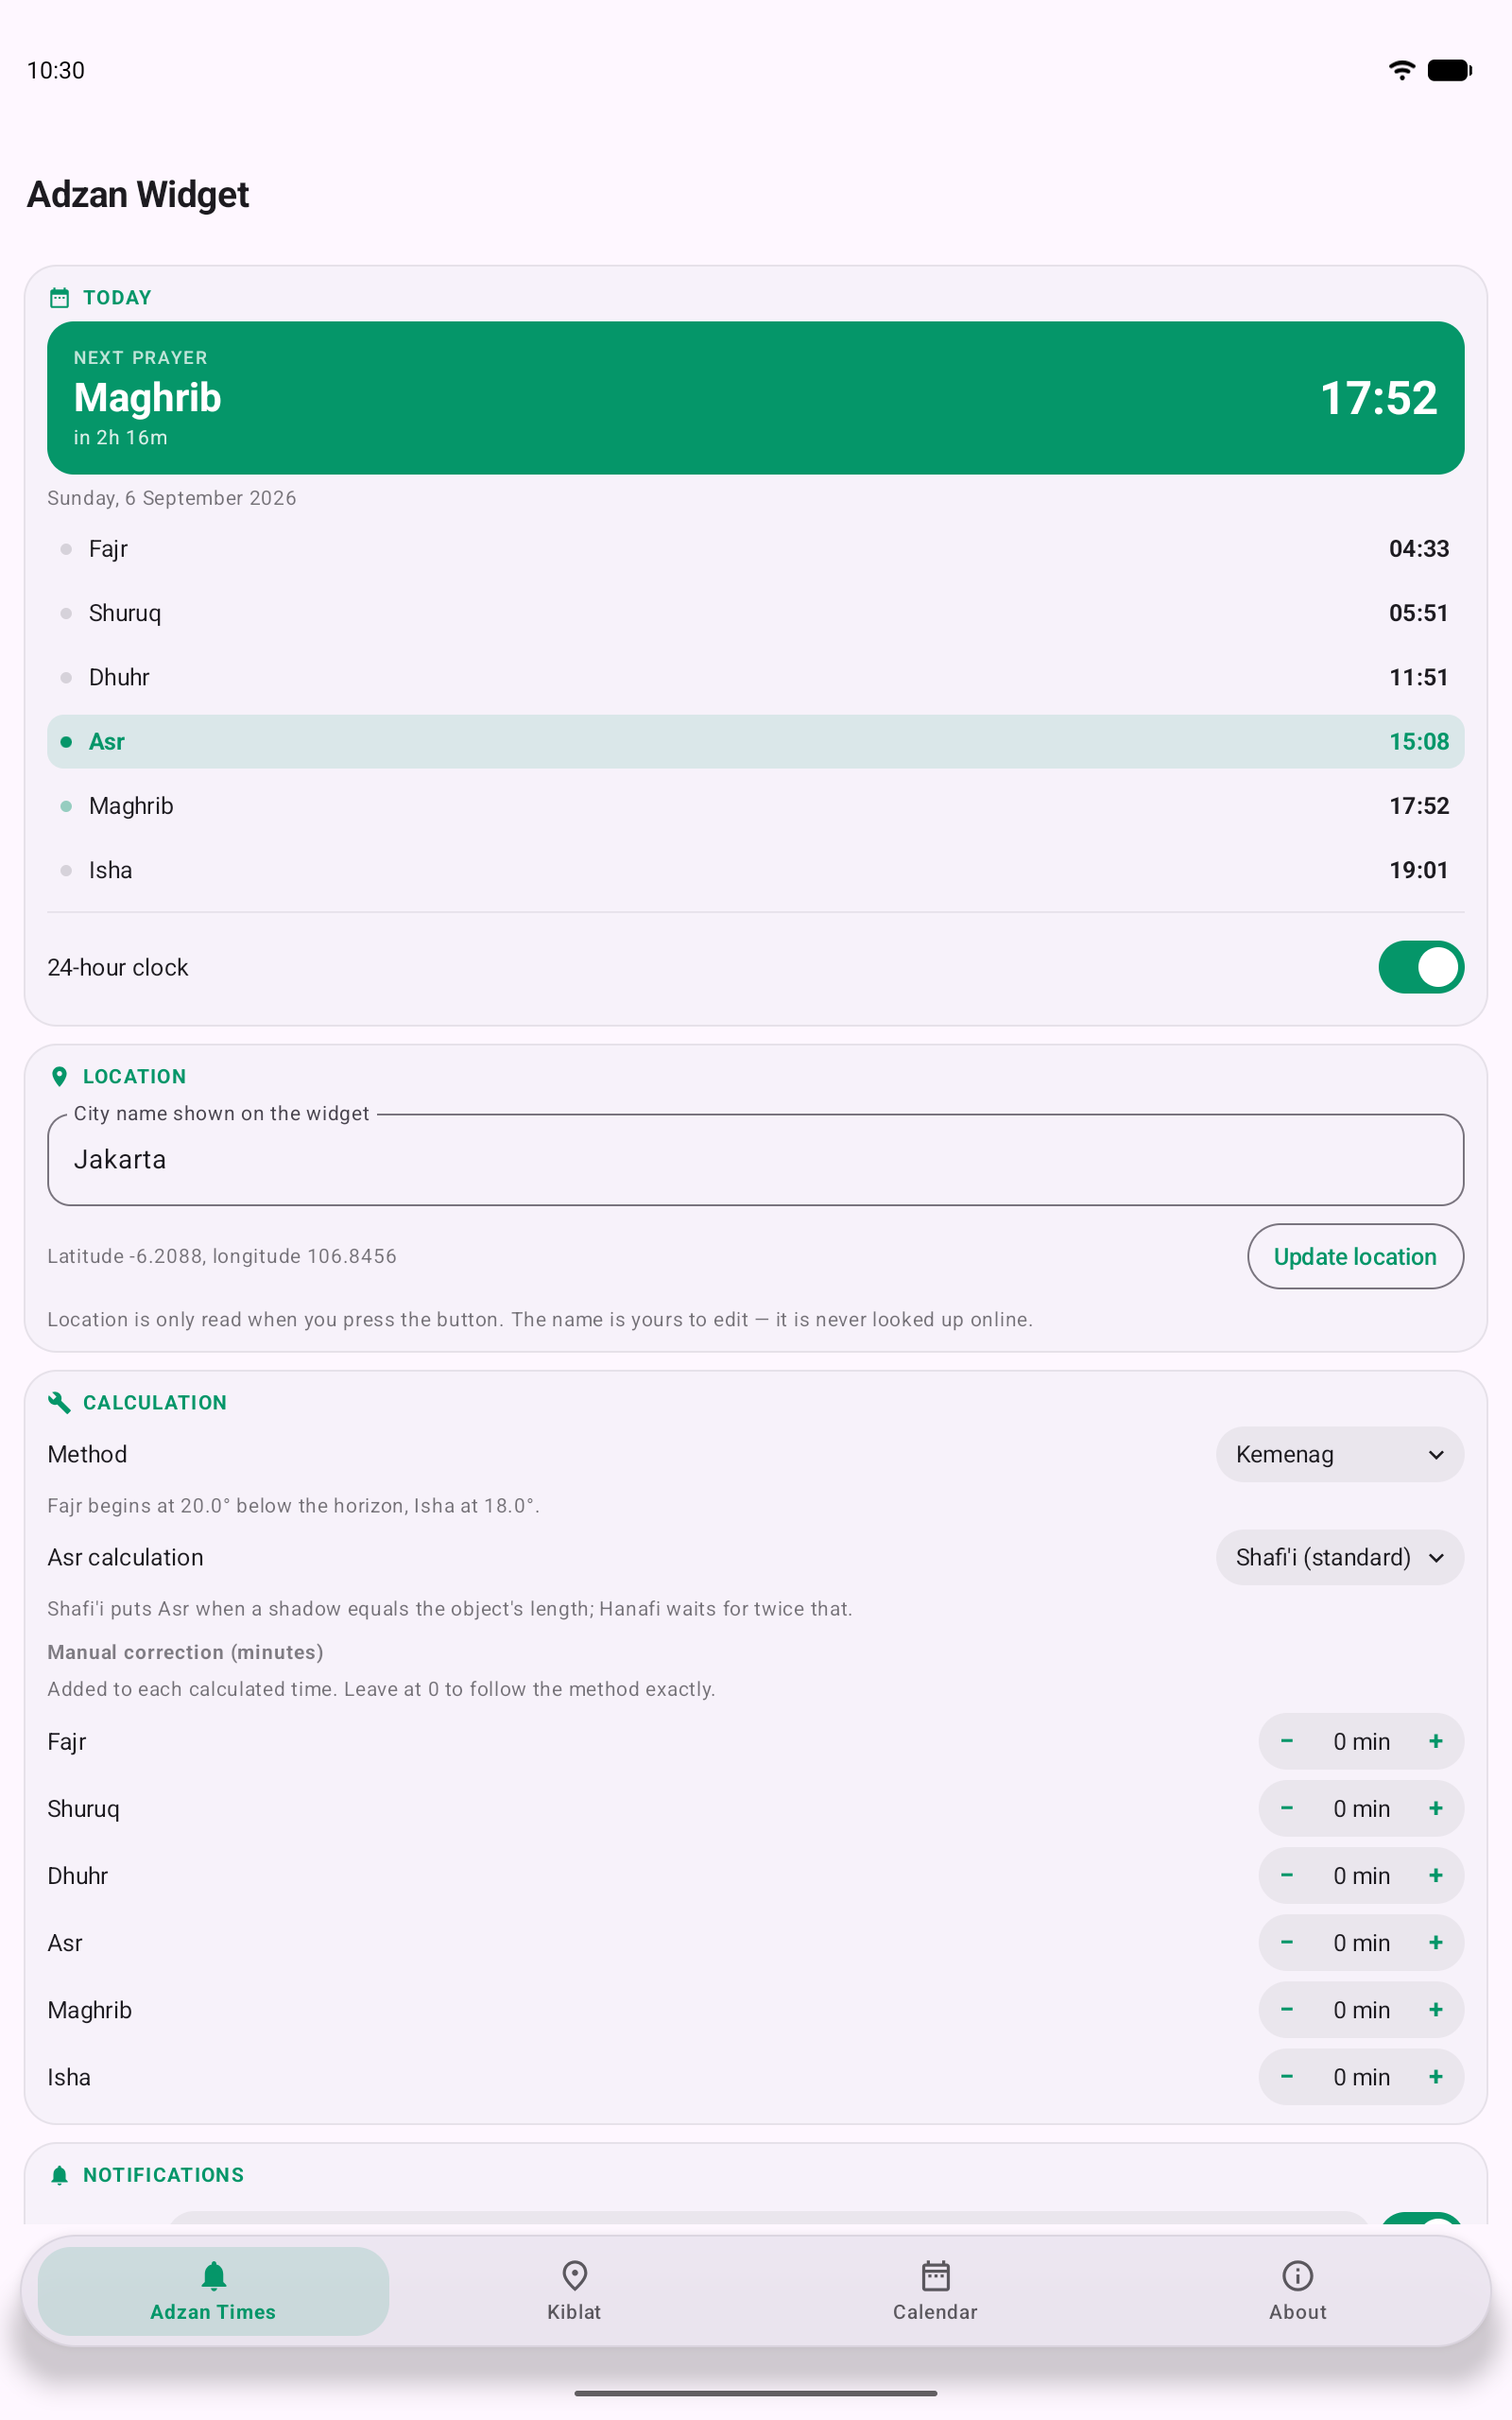 10:30
Adzan Widget
TODAY
NEXT PRAYER
Maghrib
17:52
in 2h 16m
Sunday, 6 September 2026
Fajr 04:33
Shuruq 05:51
Dhuhr 11:51
Asr 15:08
Maghrib 17:52
Isha 19:01
24-hour clock
LOCATION
City name shown on the widget
Jakarta
Latitude -6.2088, longitude 106.8456
Update location
Location is only read when you press the button. The name is yours to edit — it is never looked up online.
CALCULATION
Method
Kemenag
Fajr begins at 20.0° below the horizon, Isha at 18.0°.
Asr calculation
Shafi'i (standard)
Shafi'i puts Asr when a shadow equals the object's length; Hanafi waits for twice that.
Manual correction (minutes)
Added to each calculated time. Leave at 0 to follow the method exactly.
Fajr − 0 min +
Shuruq − 0 min +
Dhuhr − 0 min +
Asr − 0 min +
Maghrib − 0 min +
Isha − 0 min +
NOTIFICATIONS
Adzan Times
Kiblat
Calendar
About